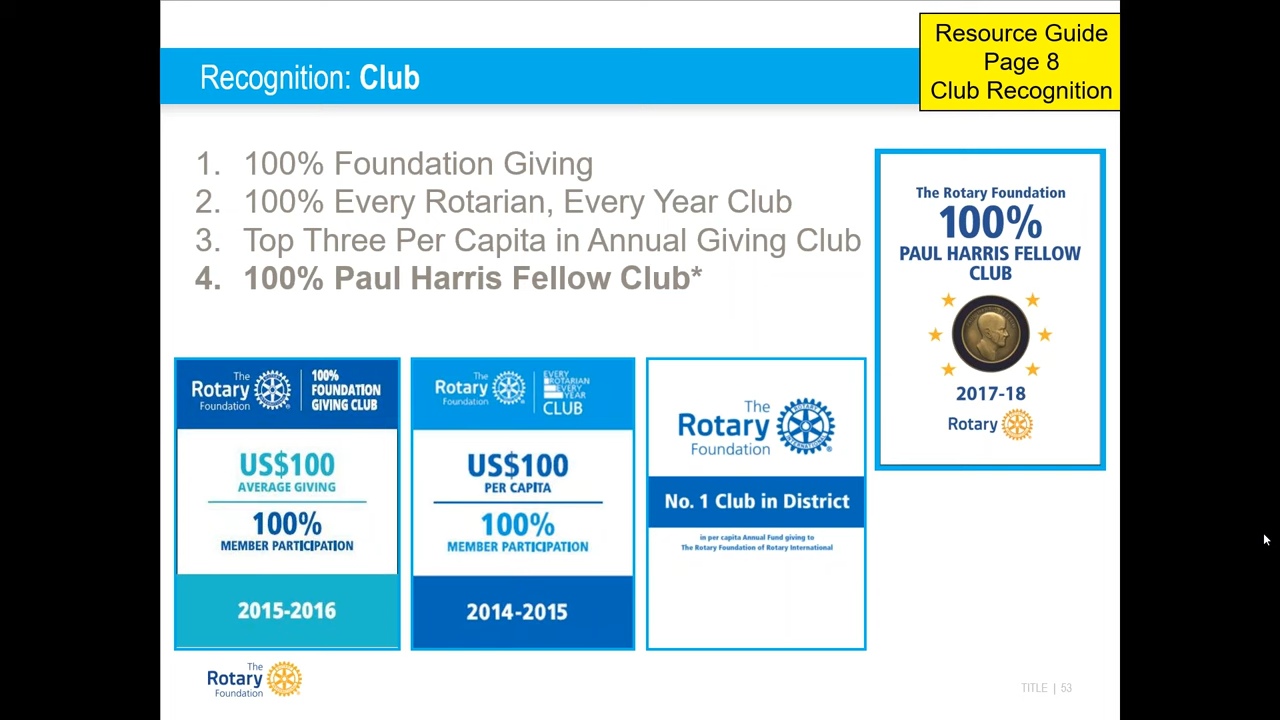 Resource Guide
Page 8
Club Recognition
Recognition: Club
1. 100% Foundation Giving
2. 100% Every Rotarian, Every Year Club
3. Top Three Per Capita in Annual Giving Club
4. 100% Paul Harris Fellow Club*
The Rotary Foundation
100%
PAUL HARRIS FELLOW
CLUB
2017-18
Rotary
The
Rotary
Foundation
100%
FOUNDATION
GIVING CLUB
US$100
AVERAGE GIVING
100%
MEMBER PARTICIPATION
2015-2016
The
Rotary
Foundation
EVERY
ROTARIAN
EVERY
YEAR
CLUB
US$100
PER CAPITA
100%
MEMBER PARTICIPATION
2014-2015
The
Rotary
Foundation
No. 1 Club in District
in per capita Annual Fund giving to
The Rotary Foundation of Rotary International
The
Rotary
Foundation
TITLE | 53